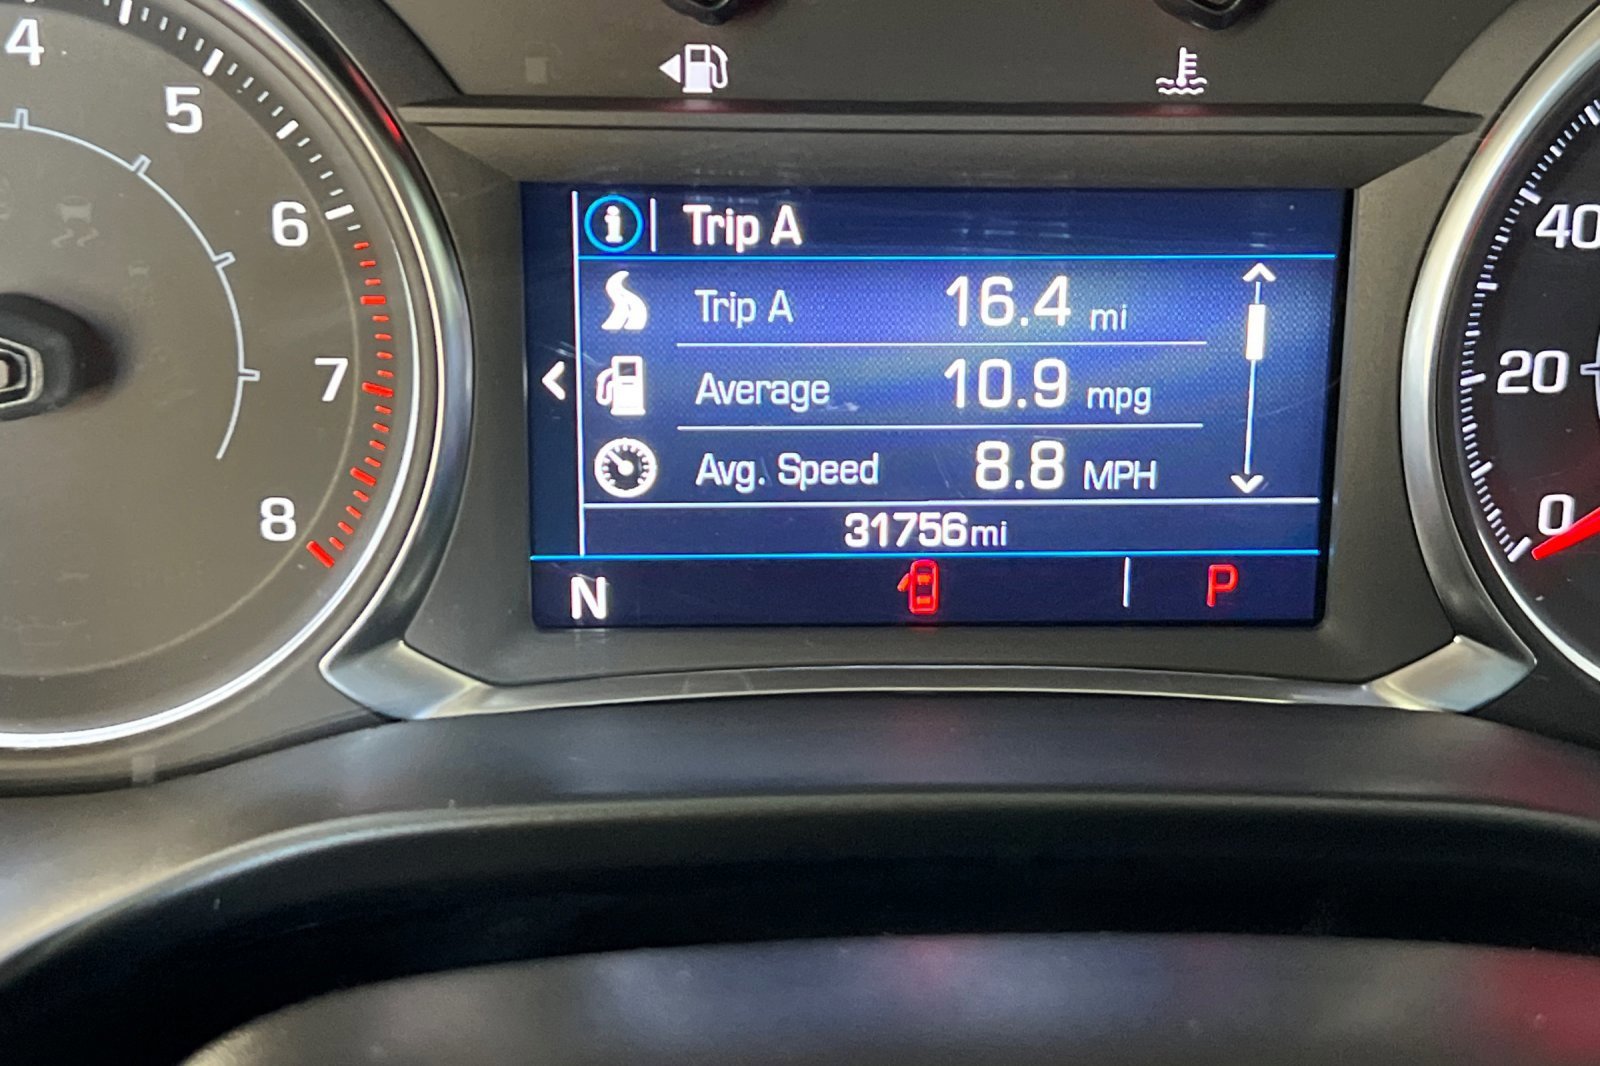 4
5
6
7
8
i Trip A
Trip A 16.4 mi
Average 10.9 mpg
Avg. Speed 8.8 MPH
31756mi
N P
40
20
0